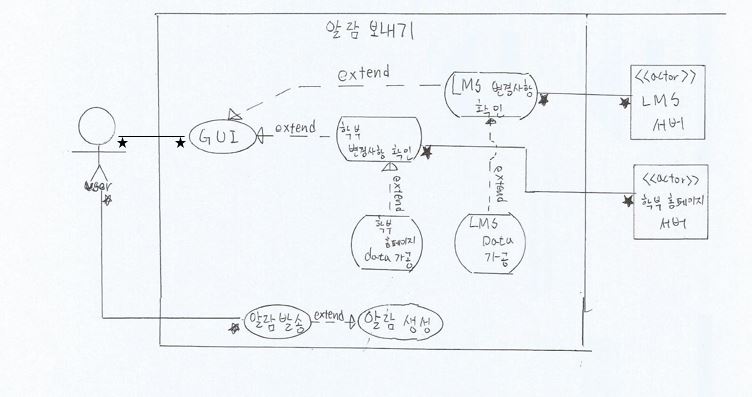 알람 보내기
extend
LMS 변경사항
확인
<<actor>>
LMS
서버
GUI
extend
학부
변경사항 확인
user
extend
extend
<<actor>>
학부 홈페이지
서버
학부
홈페이지
data 가공
LMS
Data
가공
알람 발송
extend
알람 생성